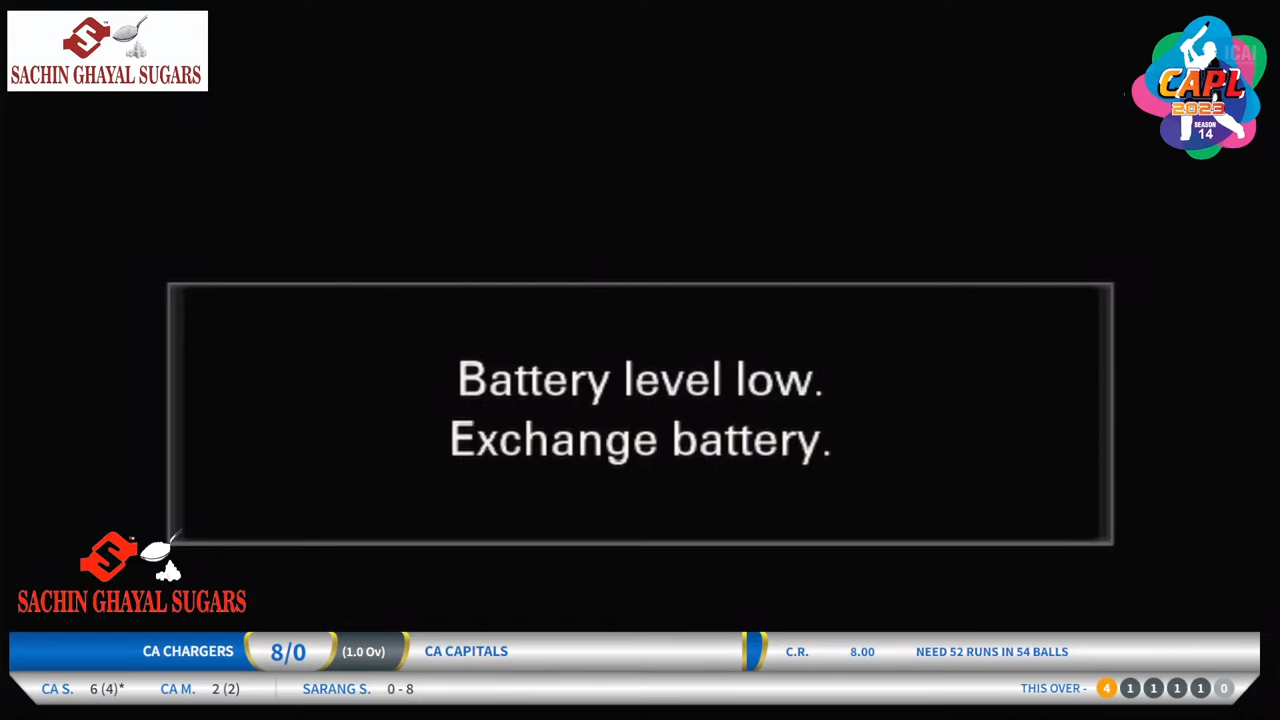 SACHIN GHAYAL SUGARS
ICAI
CAPL
2023
SEASON
14
Battery level low.
Exchange battery.
SACHIN GHAYAL SUGARS
CA CHARGERS 8/0 (1.0 Ov) CA CAPITALS C.R. 8.00 NEED 52 RUNS IN 54 BALLS
CA S. 6 (4)* CA M. 2 (2) SARANG S. 0 - 8 THIS OVER - 4 1 1 1 1 0